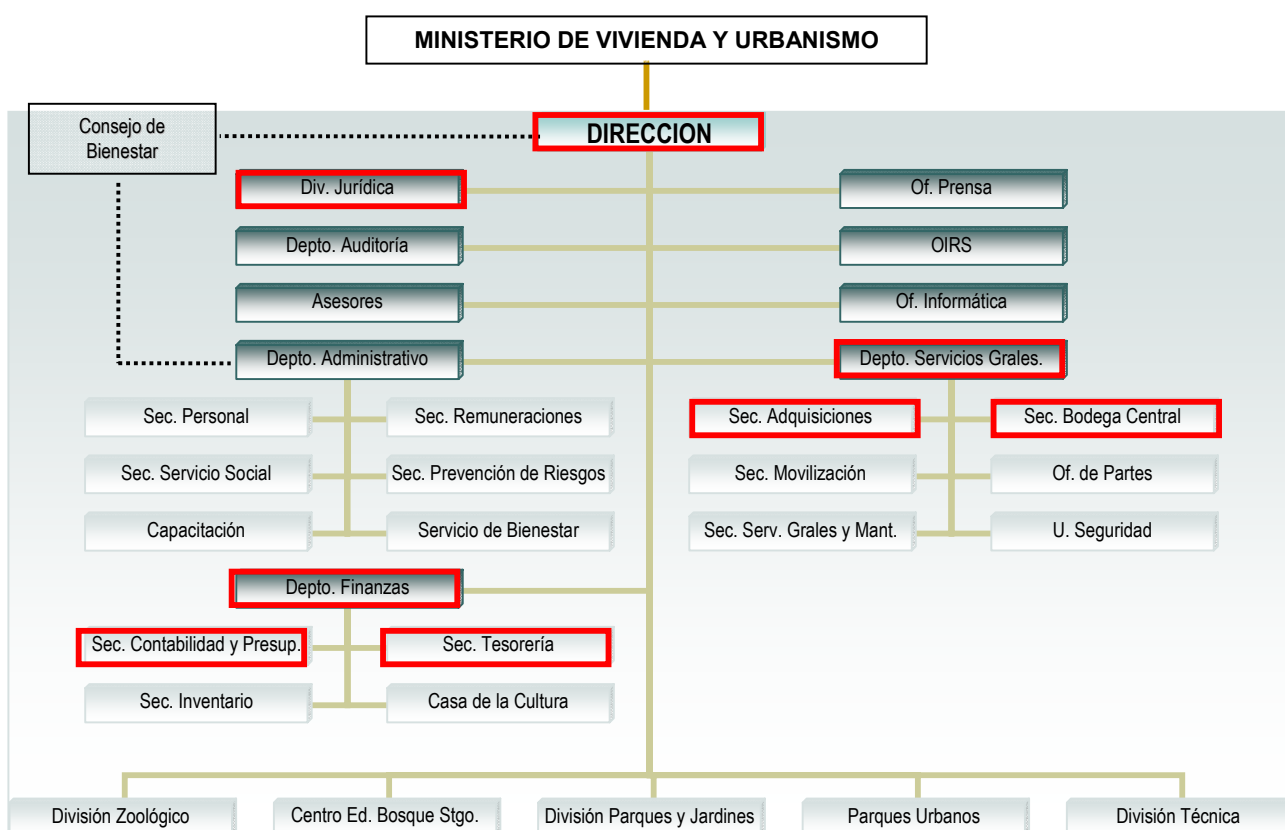 MINISTERIO DE VIVIENDA Y URBANISMO
Consejo de
Bienestar
DIRECCION
Div. Jurídica
Of. Prensa
Depto. Auditoría
OIRS
Asesores
Of. Informática
Depto. Administrativo
Depto. Servicios Grales.
Sec. Personal
Sec. Remuneraciones
Sec. Adquisiciones
Sec. Bodega Central
Sec. Servicio Social
Sec. Prevención de Riesgos
Sec. Movilización
Of. de Partes
Capacitación
Servicio de Bienestar
Sec. Serv. Grales y Mant.
U. Seguridad
Depto. Finanzas
Sec. Contabilidad y Presup.
Sec. Tesorería
Sec. Inventario
Casa de la Cultura
División Zoológico
Centro Ed. Bosque Stgo.
División Parques y Jardines
Parques Urbanos
División Técnica